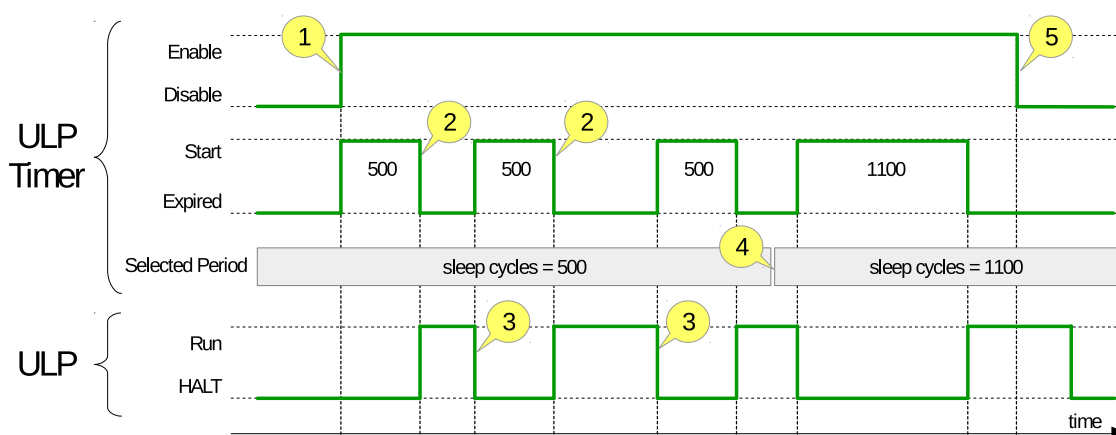 1
5
Enable
Disable
ULP
Timer
2
2
Start
500
500
500
1100
Expired
4
Selected Period
sleep cycles = 500
sleep cycles = 1100
3
3
ULP
Run
HALT
time